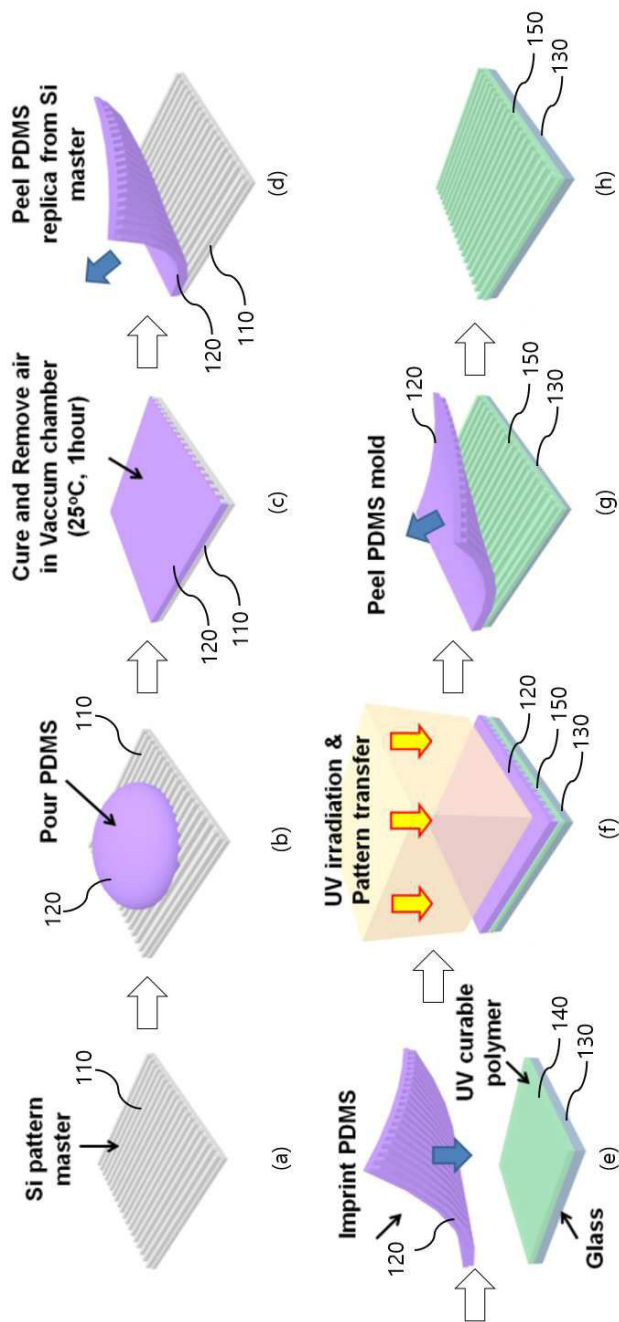 Si pattern
master
110
(a)
Pour PDMS
120
110
(b)
Cure and Remove air
in Vaccum chamber
(25℃, 1hour)
120
110
(c)
Peel PDMS
replica from Si
master
120
110
(d)
Imprint PDMS
120
UV curable
polymer
140
130
Glass
(e)
UV irradiation &
Pattern transfer
120
150
130
(f)
Peel PDMS mold
120
150
130
(g)
150
130
(h)